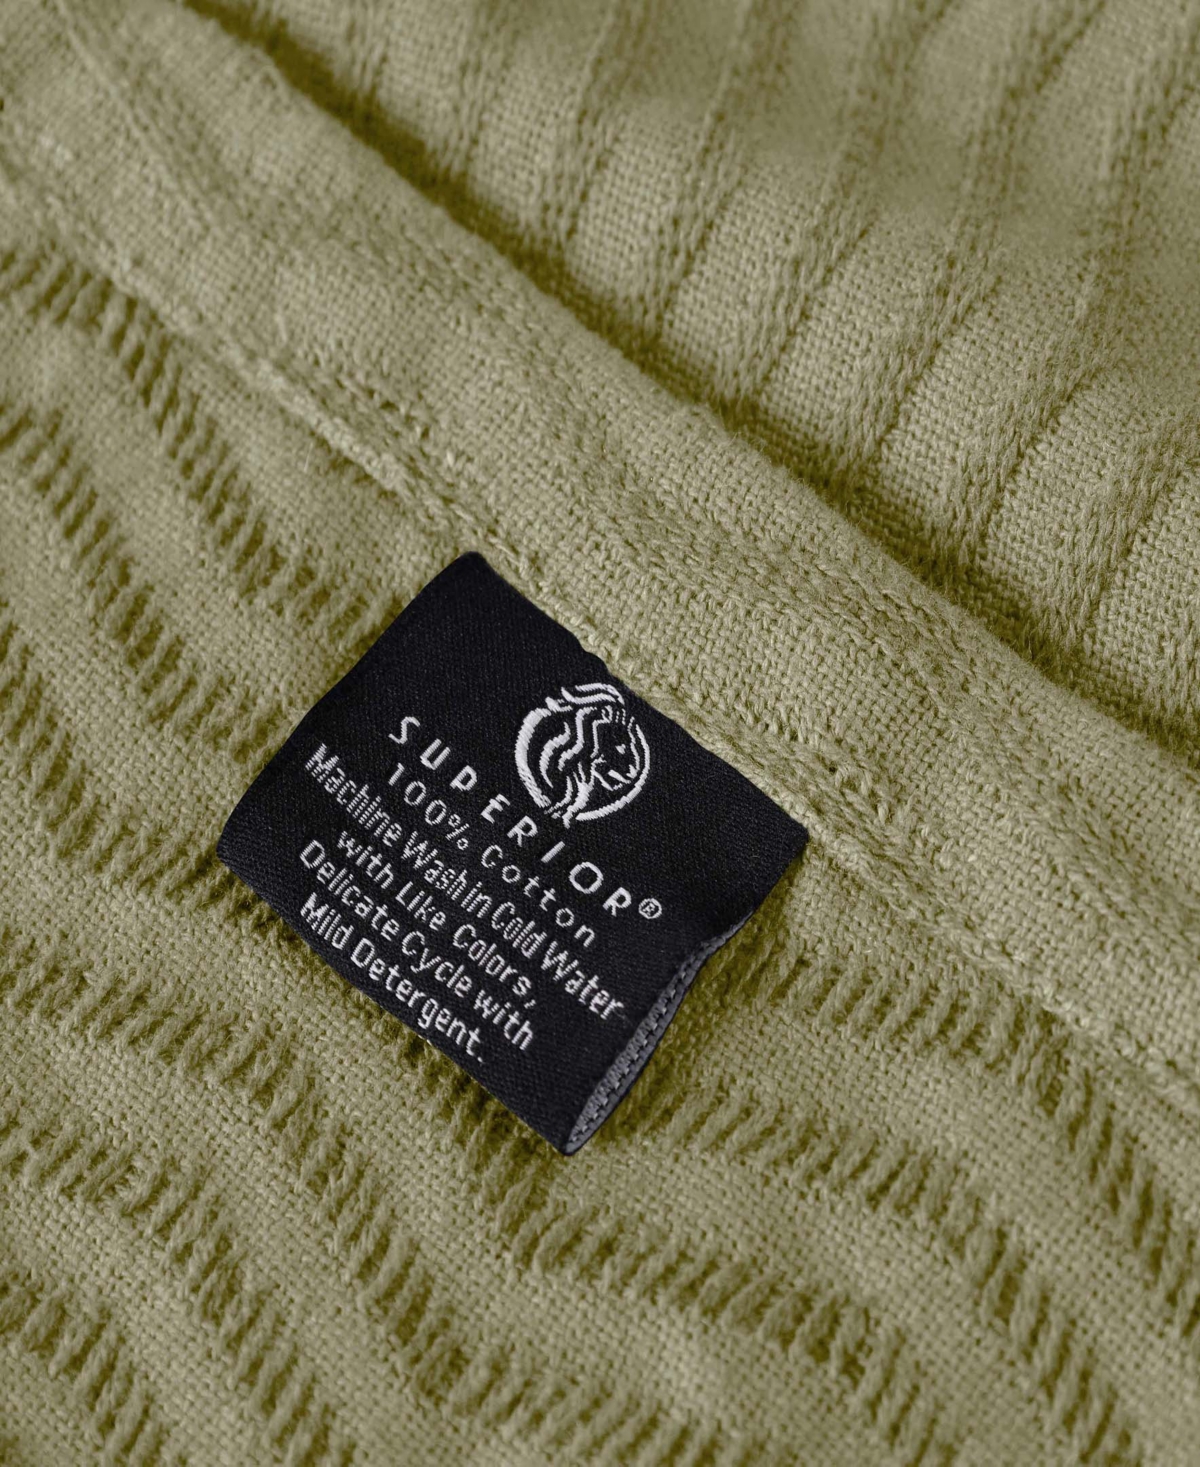 SUPERIOR®
100% Cotton
Machine Wash in Cold Water
with Like Colors,
Delicate Cycle with
Mild Detergent.